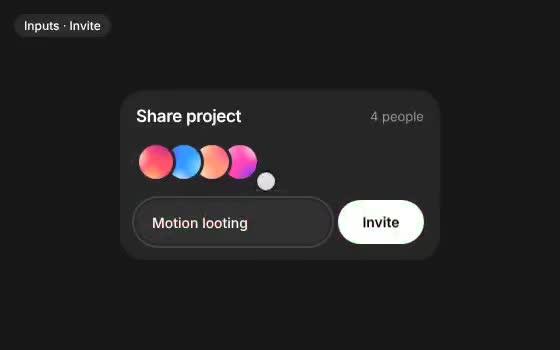 Inputs · Invite
Share project
4 people
Motion looting
Invite